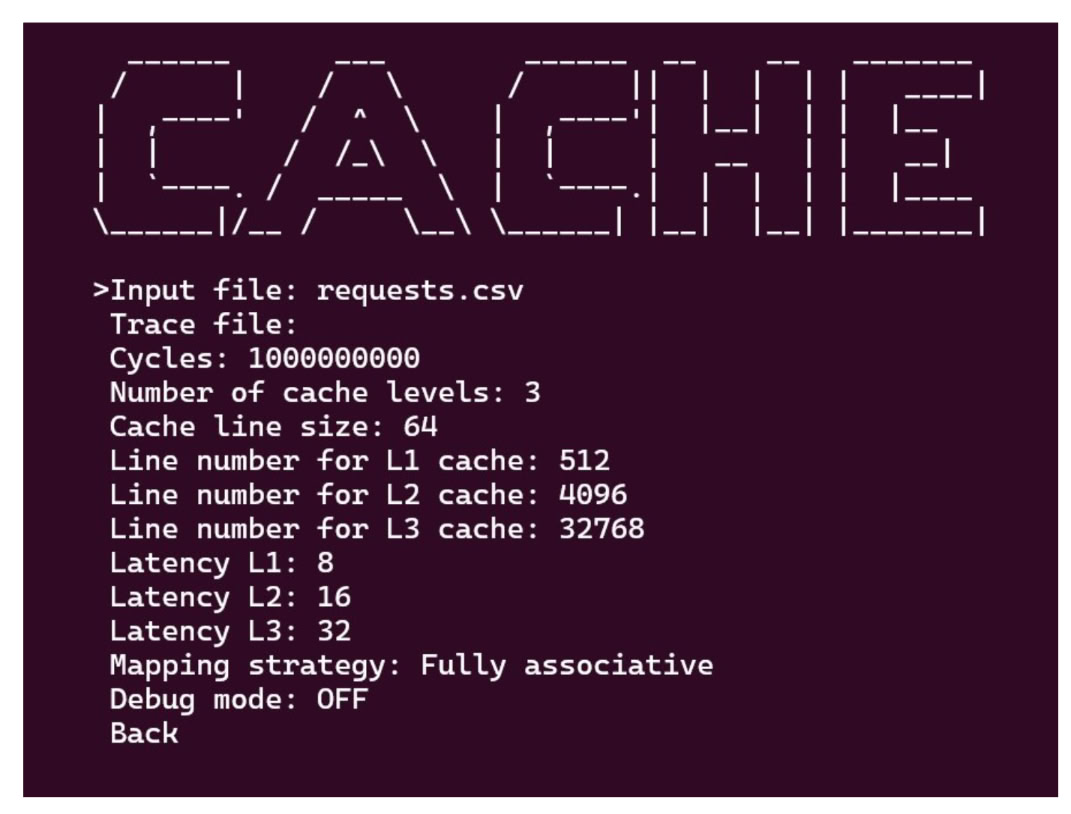 CACHE
>Input file: requests.csv
Trace file:
Cycles: 1000000000
Number of cache levels: 3
Cache line size: 64
Line number for L1 cache: 512
Line number for L2 cache: 4096
Line number for L3 cache: 32768
Latency L1: 8
Latency L2: 16
Latency L3: 32
Mapping strategy: Fully associative
Debug mode: OFF
Back